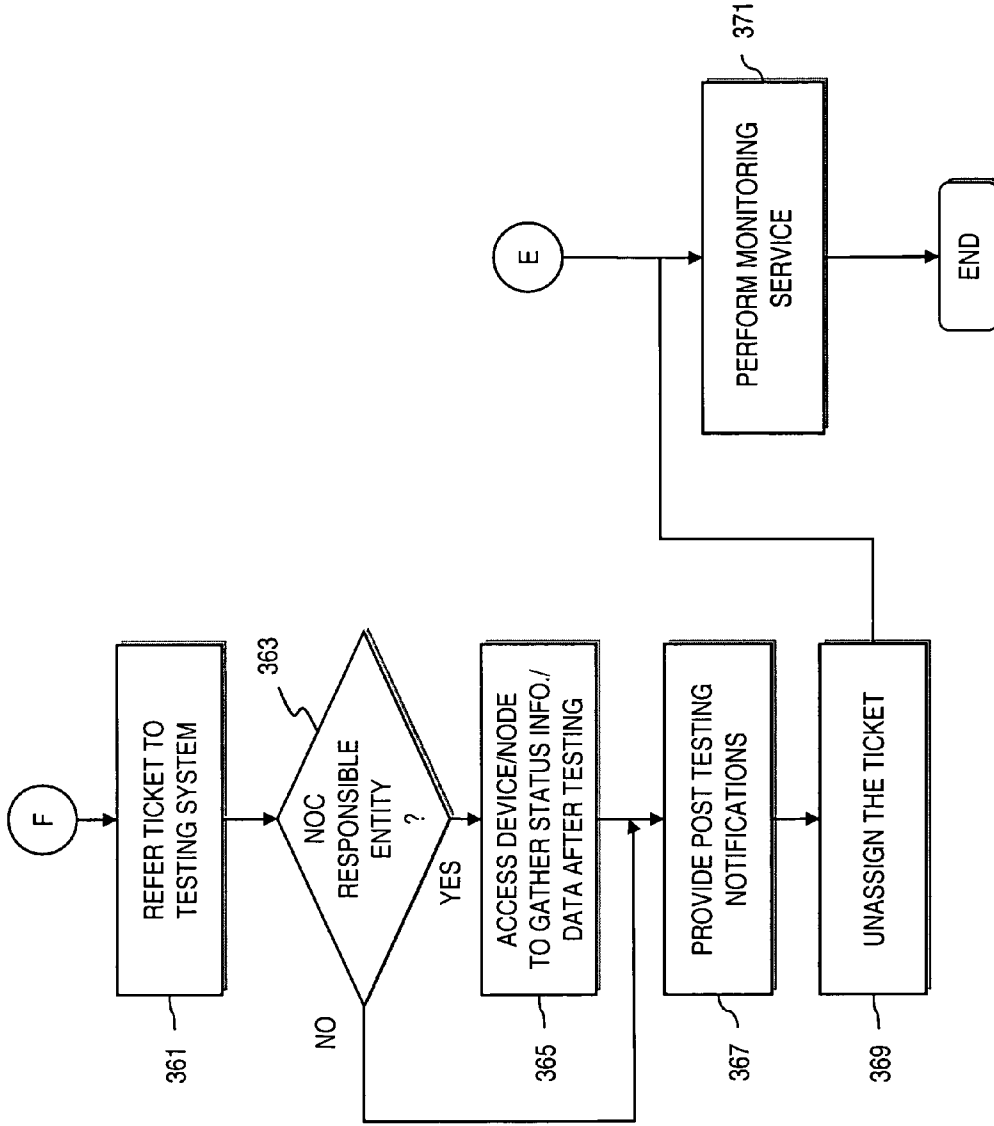 F
REFER TICKET TO
TESTING SYSTEM
361
NOC
RESPONSIBLE
ENTITY
?
363
NO
YES
ACCESS DEVICE/NODE
TO GATHER STATUS INFO./
DATA AFTER TESTING
365
PROVIDE POST TESTING
NOTIFICATIONS
367
UNASSIGN THE TICKET
369
E
PERFORM MONITORING
SERVICE
371
END